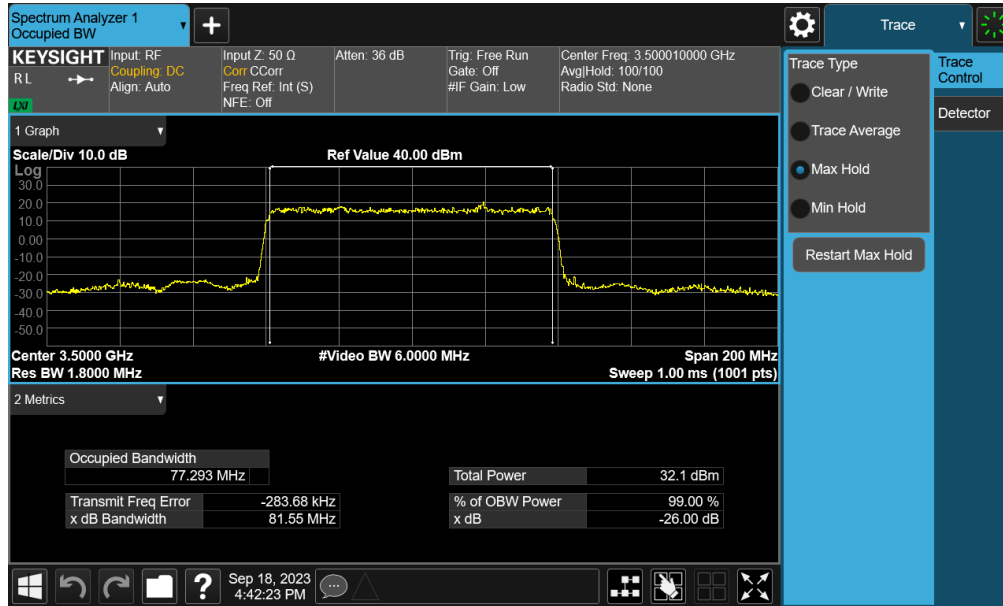 Spectrum Analyzer 1
Occupied BW
+
Trace
KEYSIGHT
R L
LXI
Input: RF
Coupling: DC
Align: Auto
Input Z: 50 Ω
Corr CCorr
Freq Ref: Int (S)
NFE: Off
Atten: 36 dB
Trig: Free Run
Gate: Off
#IF Gain: Low
Center Freq: 3.500010000 GHz
Avg|Hold: 100/100
Radio Std: None
Trace Type
Clear / Write
Trace Average
Max Hold
Min Hold
Restart Max Hold
Trace
Control
Detector
1 Graph
Scale/Div 10.0 dB
Ref Value 40.00 dBm
Log
30.0
20.0
10.0
0.00
-10.0
-20.0
-30.0
-40.0
-50.0
Center 3.5000 GHz
#Video BW 6.0000 MHz
Span 200 MHz
Res BW 1.8000 MHz
Sweep 1.00 ms (1001 pts)
2 Metrics
Occupied Bandwidth
77.293 MHz
Total Power 32.1 dBm
Transmit Freq Error -283.68 kHz
% of OBW Power 99.00 %
x dB Bandwidth 81.55 MHz
x dB -26.00 dB
?
Sep 18, 2023
4:42:23 PM